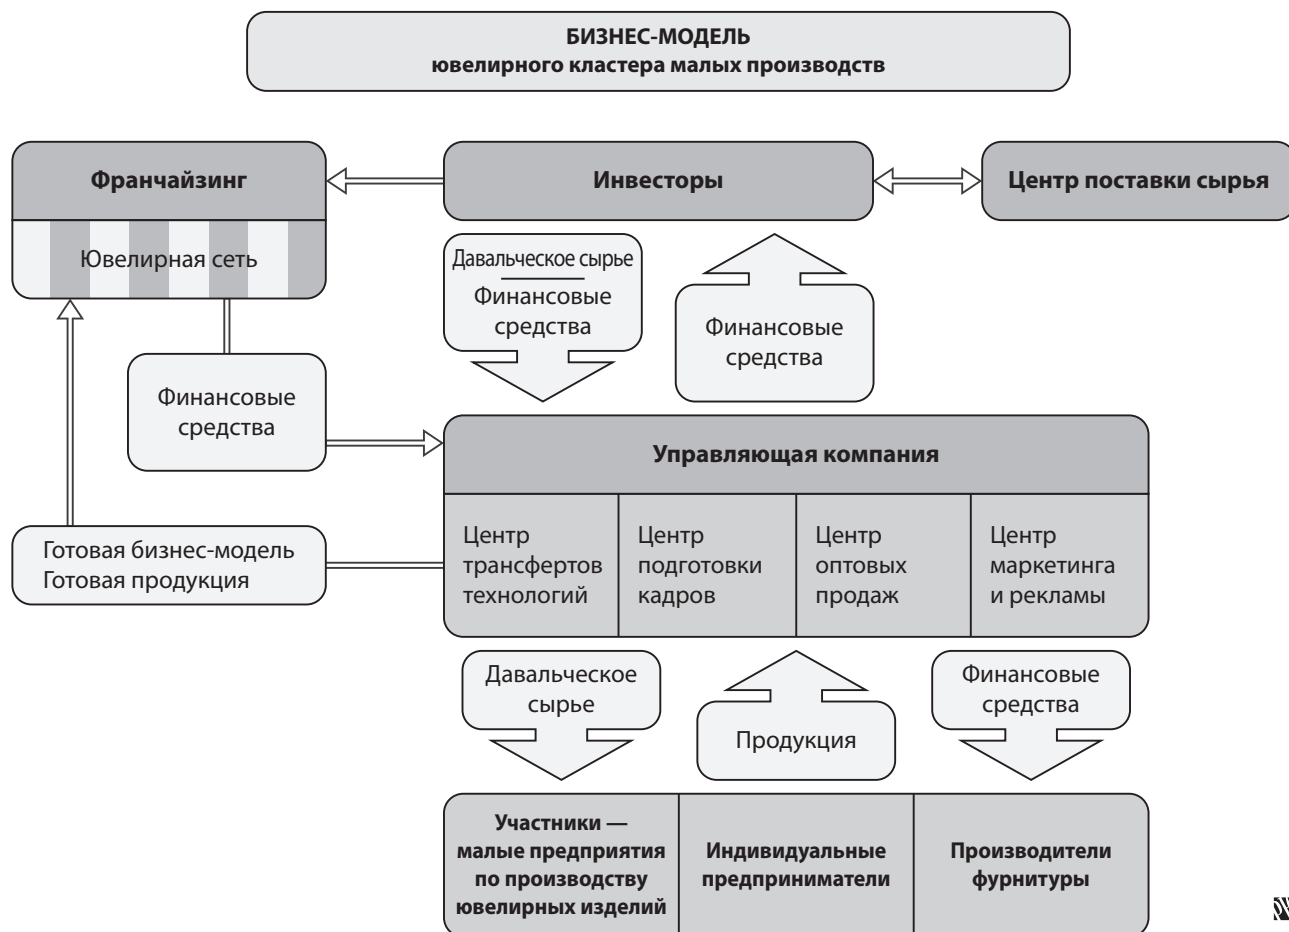 БИЗНЕС-МОДЕЛЬ
ювелирного кластера малых производств
Франчайзинг
Инвесторы
Центр поставки сырья
Ювелирная сеть
Давальческое сырье
Финансовые
средства
Финансовые
средства
Финансовые
средства
Управляющая компания
Готовая бизнес-модель
Готовая продукция
Центр
трансфертов
технологий
Центр
подготовки
кадров
Центр
оптовых
продаж
Центр
маркетинга
и рекламы
Давальческое
сырье
Продукция
Финансовые
средства
Участники —
малые предприятия
по производству
ювелирных изделий
Индивидуальные
предприниматели
Производители
фурнитуры